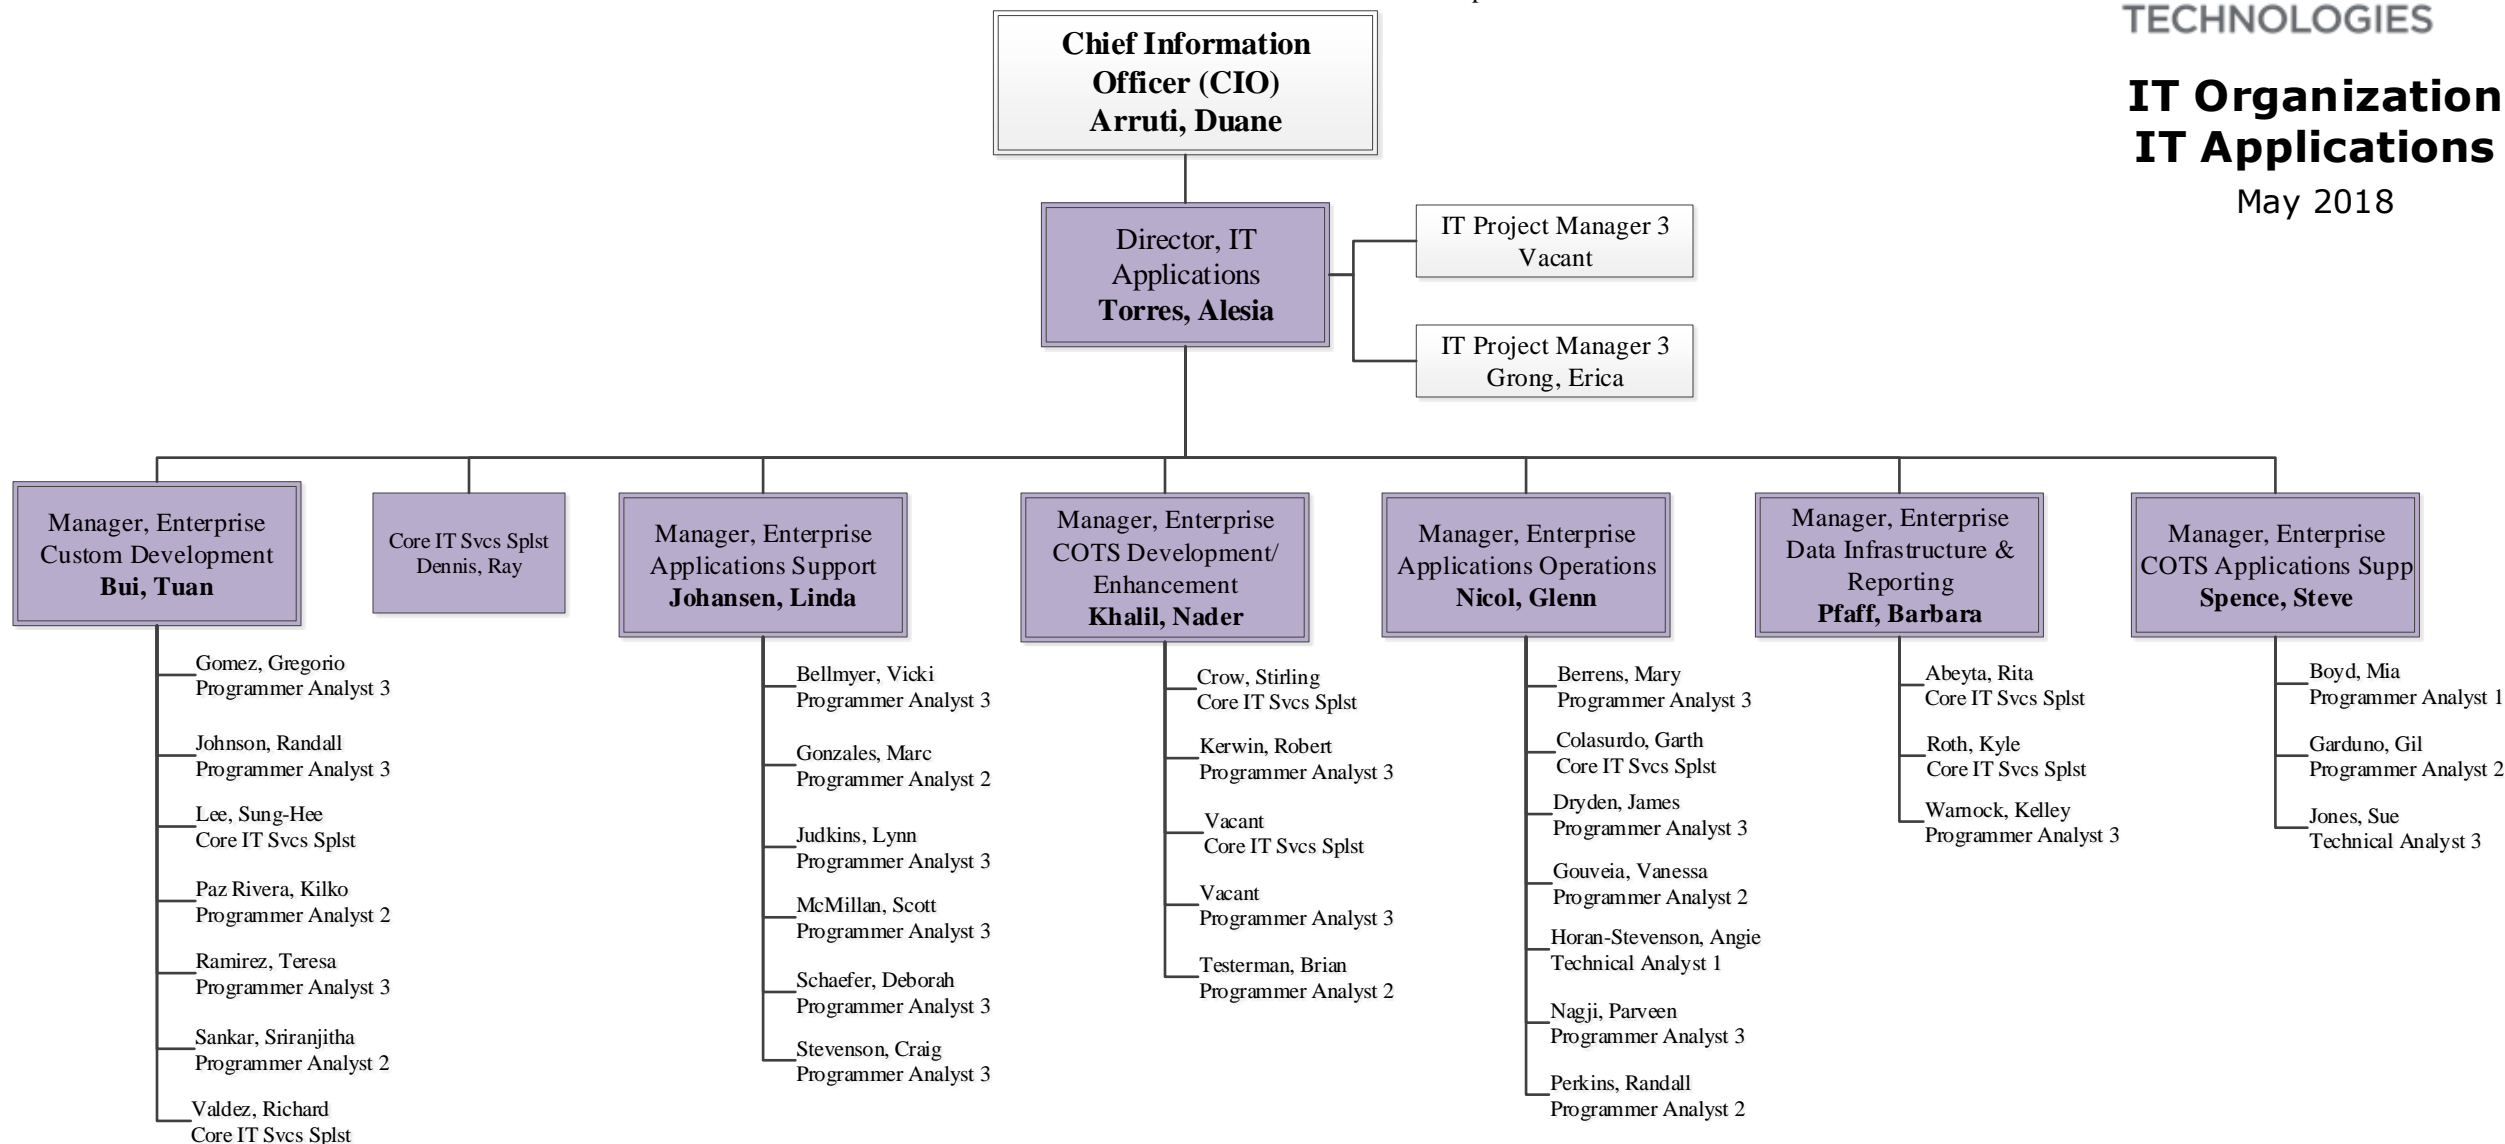 TECHNOLOGIES
IT Organization
IT Applications
May 2018
Chief Information
Officer (CIO)
Arruti, Duane
Director, IT
Applications
Torres, Alesia
IT Project Manager 3
Vacant
IT Project Manager 3
Grong, Erica
Manager, Enterprise
Custom Development
Bui, Tuan
Gomez, Gregorio
Programmer Analyst 3
Johnson, Randall
Programmer Analyst 3
Lee, Sung-Hee
Core IT Svcs Splst
Paz Rivera, Kilko
Programmer Analyst 2
Ramirez, Teresa
Programmer Analyst 3
Sankar, Sriranjitha
Programmer Analyst 2
Valdez, Richard
Core IT Svcs Splst
Core IT Svcs Splst
Dennis, Ray
Manager, Enterprise
Applications Support
Johansen, Linda
Bellmyer, Vicki
Programmer Analyst 3
Gonzales, Marc
Programmer Analyst 2
Judkins, Lynn
Programmer Analyst 3
McMillan, Scott
Programmer Analyst 3
Schaefer, Deborah
Programmer Analyst 3
Stevenson, Craig
Programmer Analyst 3
Manager, Enterprise
COTS Development/
Enhancement
Khalil, Nader
Crow, Stirling
Core IT Svcs Splst
Kerwin, Robert
Programmer Analyst 3
Vacant
Core IT Svcs Splst
Vacant
Programmer Analyst 3
Testerman, Brian
Programmer Analyst 2
Manager, Enterprise
Applications Operations
Nicol, Glenn
Berrens, Mary
Programmer Analyst 3
Colasurdo, Garth
Core IT Svcs Splst
Dryden, James
Programmer Analyst 3
Gouveia, Vanessa
Programmer Analyst 2
Horan-Stevenson, Angie
Technical Analyst 1
Nagji, Parveen
Programmer Analyst 3
Perkins, Randall
Programmer Analyst 2
Manager, Enterprise
Data Infrastructure &
Reporting
Pfaff, Barbara
Abeyta, Rita
Core IT Svcs Splst
Roth, Kyle
Core IT Svcs Splst
Warnock, Kelley
Programmer Analyst 3
Manager, Enterprise
COTS Applications Supp
Spence, Steve
Boyd, Mia
Programmer Analyst 1
Garduno, Gil
Programmer Analyst 2
Jones, Sue
Technical Analyst 3